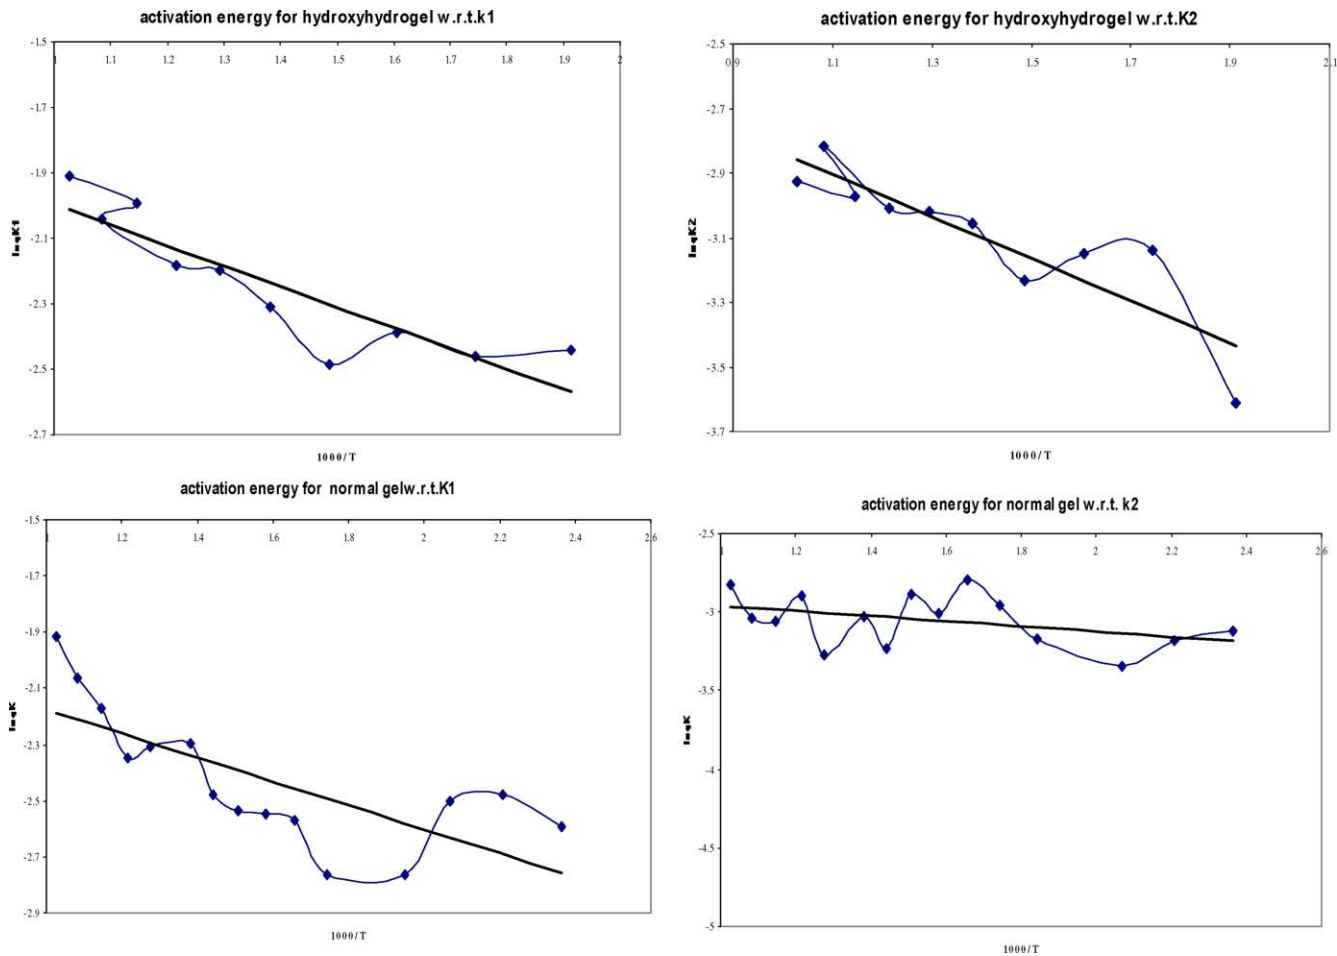 activation energy for hydroxyhydrogel w.r.t.k1
-1.5
1 1.1 1.2 1.3 1.4 1.5 1.6 1.7 1.8 1.9 2
-1.7
-1.9
-2.1
-2.3
-2.5
-2.7
1000/T
activation energy for hydroxyhydrogel w.r.t.K2
-2.5
0.9 1.1 1.3 1.5 1.7 1.9 2.1
-2.7
-2.9
-3.1
-3.3
-3.5
-3.7
1000/T
activation energy for normal gelw.r.t.K1
-1.5
1 1.2 1.4 1.6 1.8 2 2.2 2.4 2.6
-1.7
-1.9
-2.1
-2.3
-2.5
-2.7
-2.9
1000/T
activation energy for normal gel w.r.t. k2
-2.5
1 1.2 1.4 1.6 1.8 2 2.2 2.4 2.6
-3
-3.5
-4
-4.5
-5
1000/T